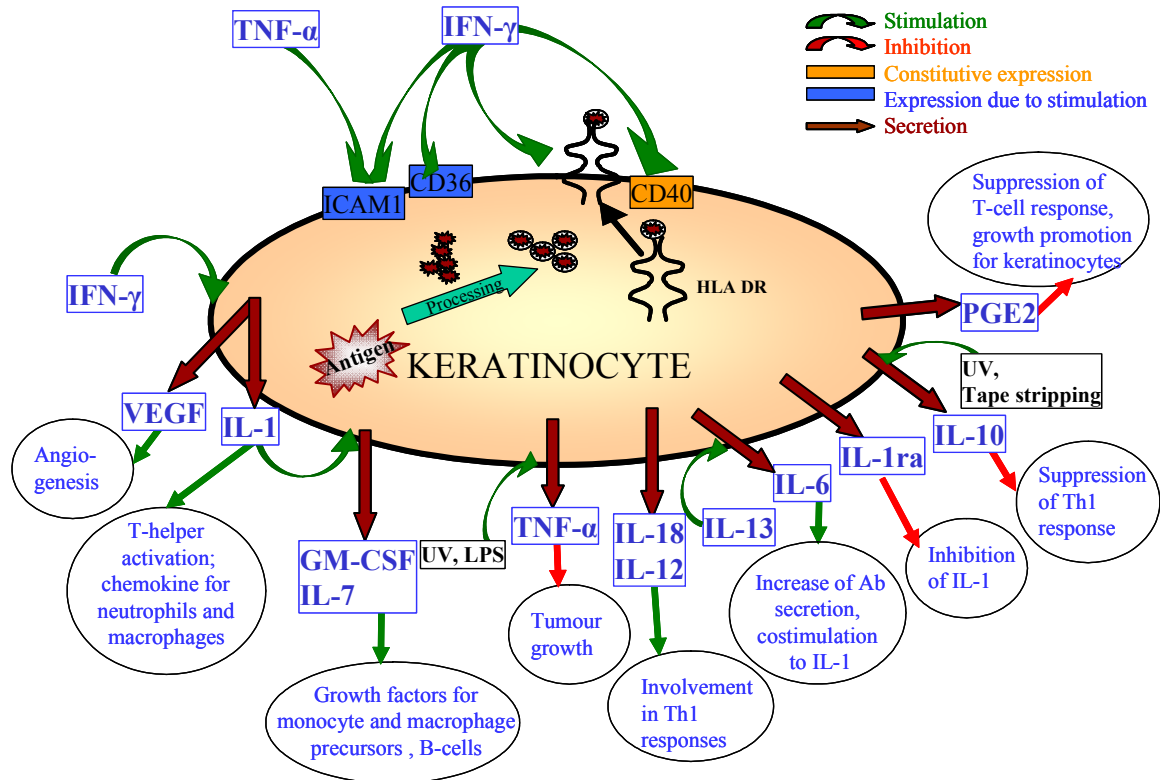 TNF-α
IFN-γ
Stimulation
Inhibition
Constitutive expression
Expression due to stimulation
Secretion
ICAM1
CD36
CD40
HLA DR
Processing
Antigen
KERATINOCYTE
IFN-γ
VEGF
IL-1
Angio-
genesis
T-helper
activation;
chemokine for
neutrophils and
macrophages
GM-CSF
IL-7
Growth factors for
monocyte and macrophage
precursors , B-cells
UV, LPS
TNF-α
Tumour
growth
IL-18
IL-12
Involvement
in Th1
responses
IL-13
IL-6
Increase of Ab
secretion,
costimulation
to IL-1
IL-1ra
Inhibition
of IL-1
UV,
Tape stripping
IL-10
Suppression
of Th1
response
PGE2
Suppression of
T-cell response,
growth promotion
for keratinocytes